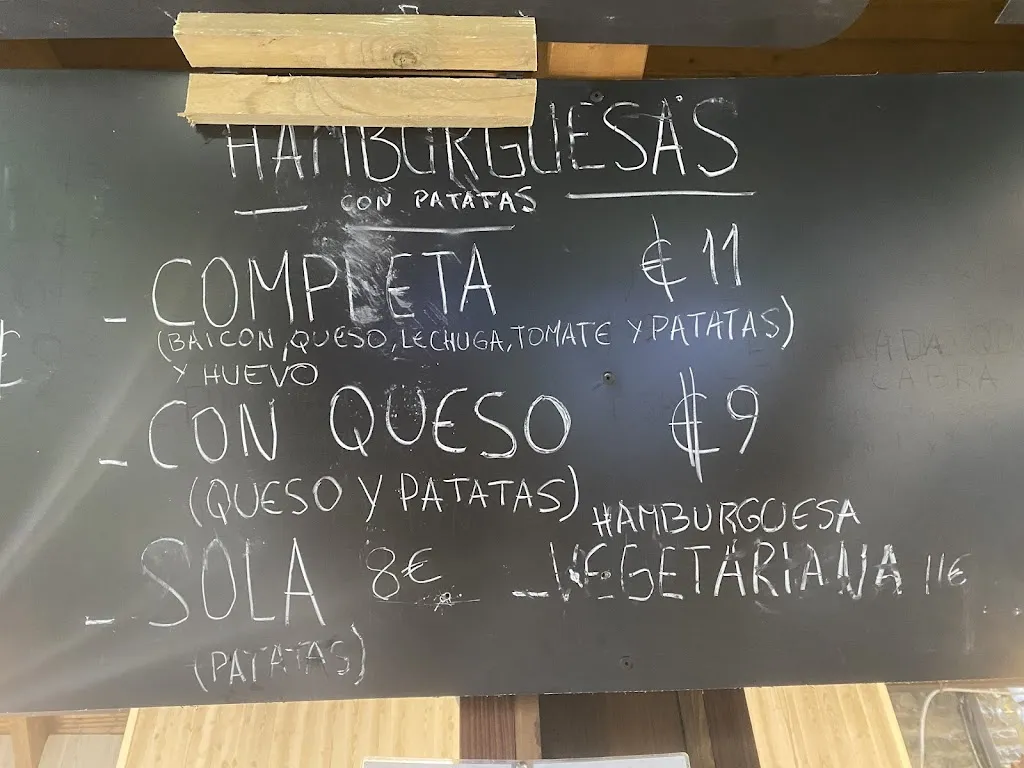 HAMBURGUESAS
CON PATATAS
- COMPLETA € 11
(BAICON, QUESO, LECHUGA, TOMATE Y PATATAS)
Y HUEVO
- CON QUESO € 9
(QUESO Y PATATAS)
HAMBURGUESA
- SOLA 8€ - VEGETARIANA 11€
(PATATAS)
€
CABRA